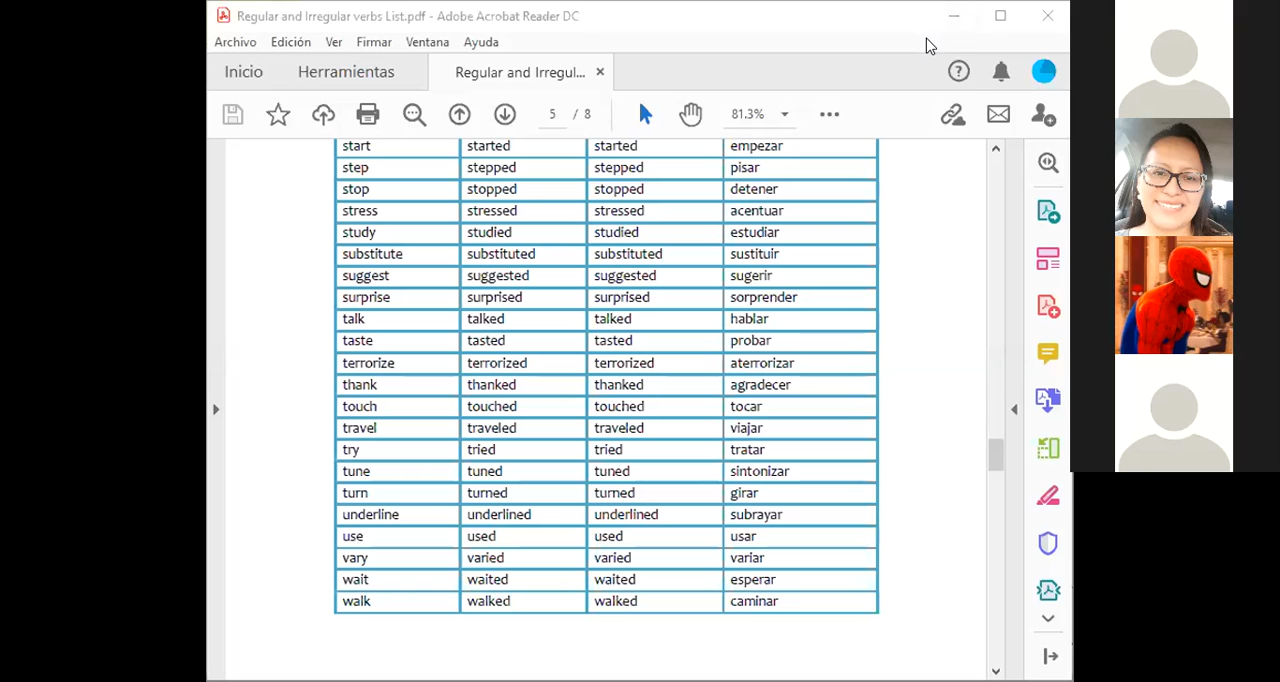 Regular and Irregular verbs List.pdf - Adobe Acrobat Reader DC
Archivo Edición Ver Firmar Ventana Ayuda
Inicio Herramientas Regular and Irregul... ×
5 / 8 81.3%
start started started empezar
step stepped stepped pisar
stop stopped stopped detener
stress stressed stressed acentuar
study studied studied estudiar
substitute substituted substituted sustituir
suggest suggested suggested sugerir
surprise surprised surprised sorprender
talk talked talked hablar
taste tasted tasted probar
terrorize terrorized terrorized aterrorizar
thank thanked thanked agradecer
touch touched touched tocar
travel traveled traveled viajar
try tried tried tratar
tune tuned tuned sintonizar
turn turned turned girar
underline underlined underlined subrayar
use used used usar
vary varied varied variar
wait waited waited esperar
walk walked walked caminar